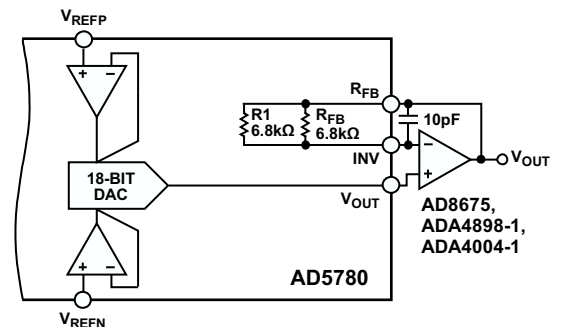 VREFP
+ −
R1
6.8kΩ
RFB
6.8kΩ
RFB
10pF
INV
−
+
VOUT
18-BIT
DAC
VOUT
AD8675,
ADA4898-1,
ADA4004-1
+ −
AD5780
VREFN